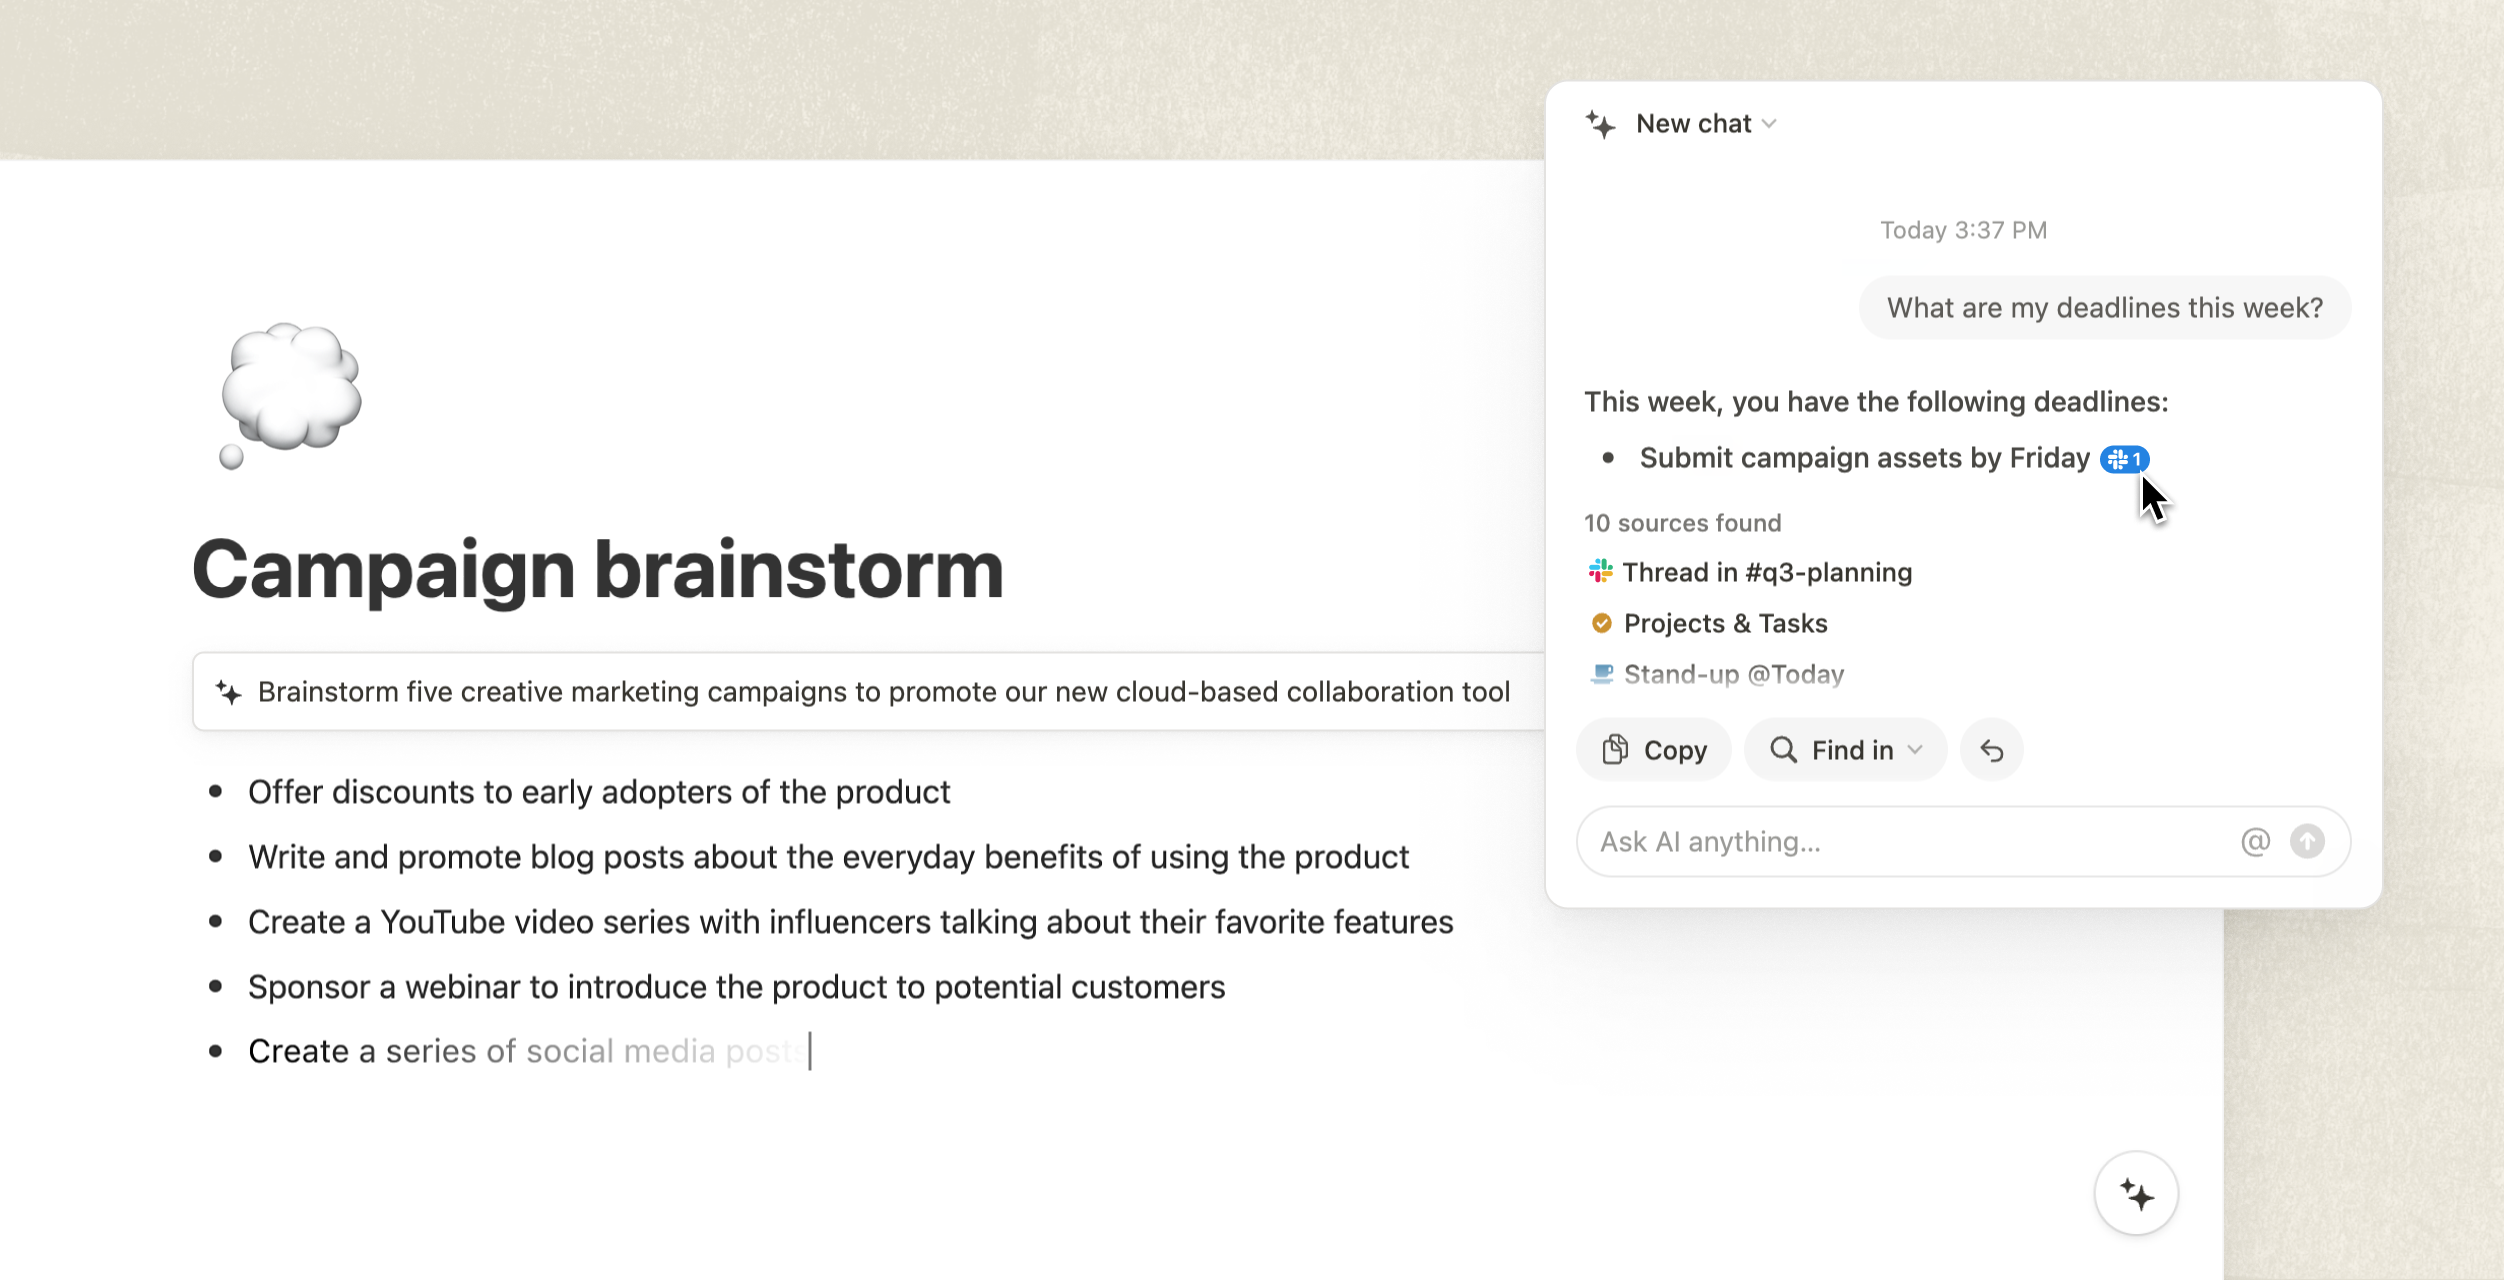 Campaign brainstorm
Brainstorm five creative marketing campaigns to promote our new cloud-based collaboration tool
Offer discounts to early adopters of the product
Write and promote blog posts about the everyday benefits of using the product
Create a YouTube video series with influencers talking about their favorite features
Sponsor a webinar to introduce the product to potential customers
Create a series of social media posts
New chat
Today 3:37 PM
What are my deadlines this week?
This week, you have the following deadlines:
Submit campaign assets by Friday 1
10 sources found
Thread in #q3-planning
Projects & Tasks
Stand-up @Today
Copy
Find in
Ask AI anything...
@